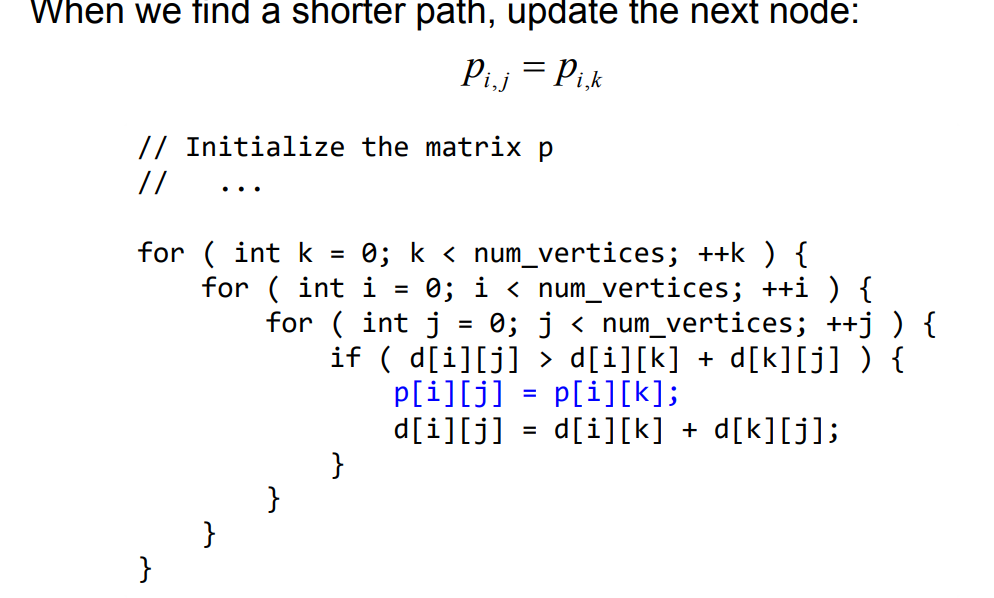 When we find a shorter path, update the next node:
p_{i,j} = p_{i,k}
// Initialize the matrix p
//   ...
for ( int k = 0; k < num_vertices; ++k ) {
    for ( int i = 0; i < num_vertices; ++i ) {
        for ( int j = 0; j < num_vertices; ++j ) {
            if ( d[i][j] > d[i][k] + d[k][j] ) {
                p[i][j] = p[i][k];
                d[i][j] = d[i][k] + d[k][j];
            }
        }
    }
}